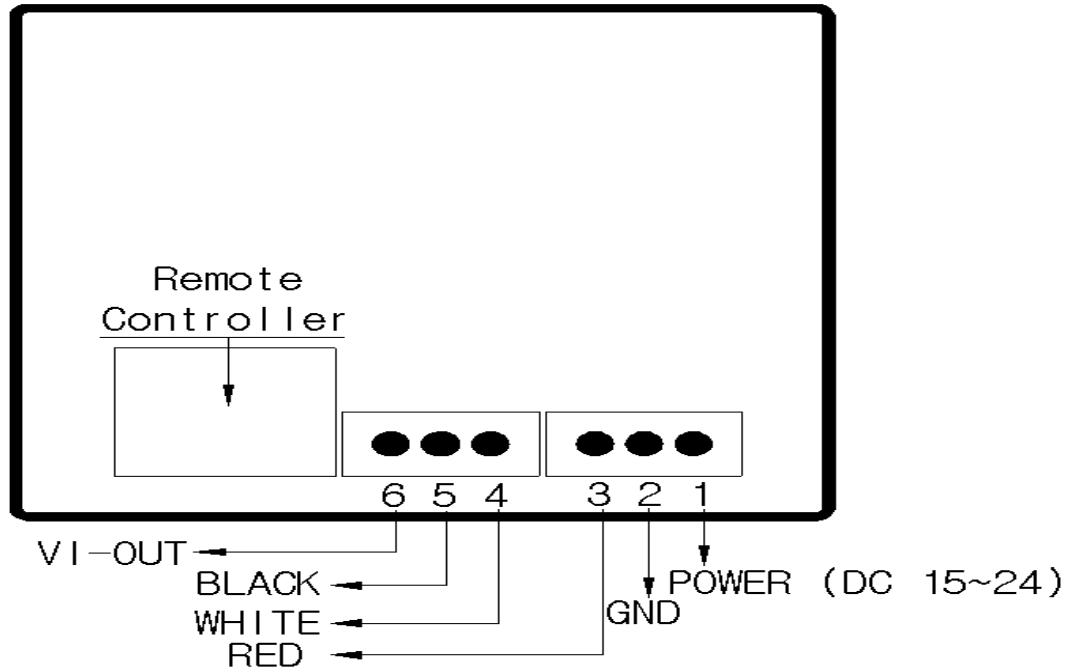 Remote
Controller
6 5 4 3 2 1
VI-OUT
BLACK
WHITE
RED
GND
POWER (DC 15~24)